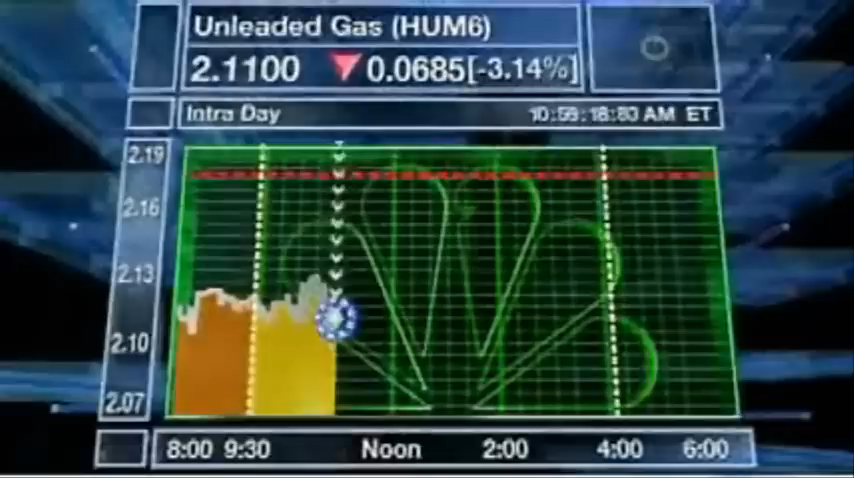 Unleaded Gas (HUM6)
2.1100 ▼0.0685[-3.14%]
Intra Day
AM ET
2.19
2.16
2.13
2.10
2.07
8:00 9:30 Noon 2:00 4:00 6:00